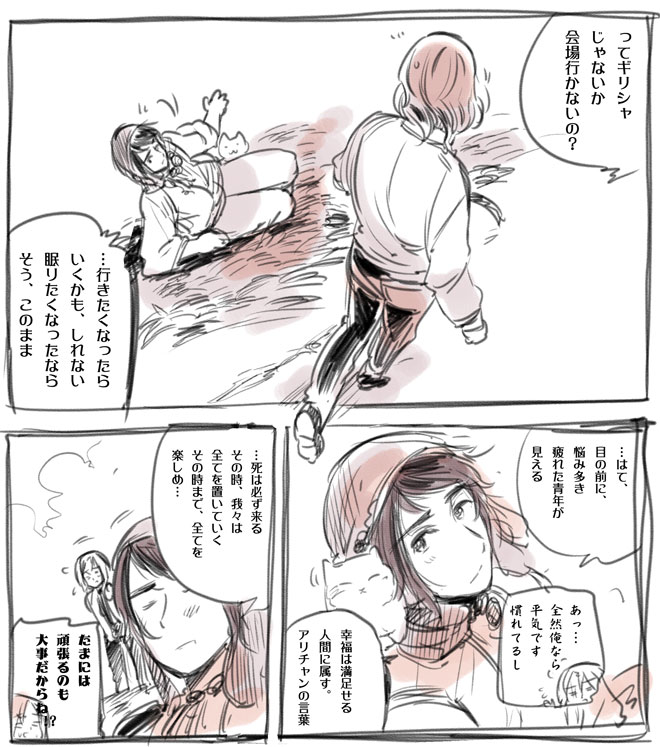 ってギリシャ
じゃないか
会場行かないの？
…行きたくなったら
いくかも、しれない
眠りたくなったなら
そう、このまま
…はて、
目の前に、
悩み多き
疲れた青年が
見える
あっ…
全然俺なら
平気です
慣れてるし
幸福は満足せる
人間に属す。
アリチャンの言葉
…死は必ず来る
その時、我々は
全てを置いていく
その時まで、全てを
楽しめ…
たまには
頑張るのも
大事だからね!?